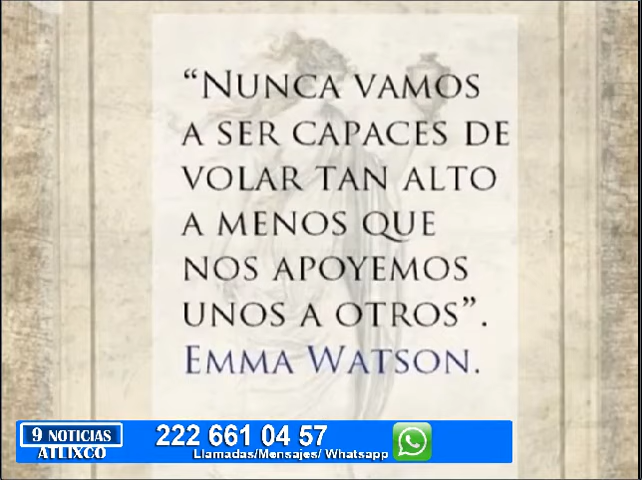 “NUNCA VAMOS
A SER CAPACES DE
VOLAR TAN ALTO
A MENOS QUE
NOS APOYEMOS
UNOS A OTROS”.
EMMA WATSON.
9 NOTICIAS
ATLIXCO
222 661 04 57
Llamadas/Mensajes/ Whatsapp